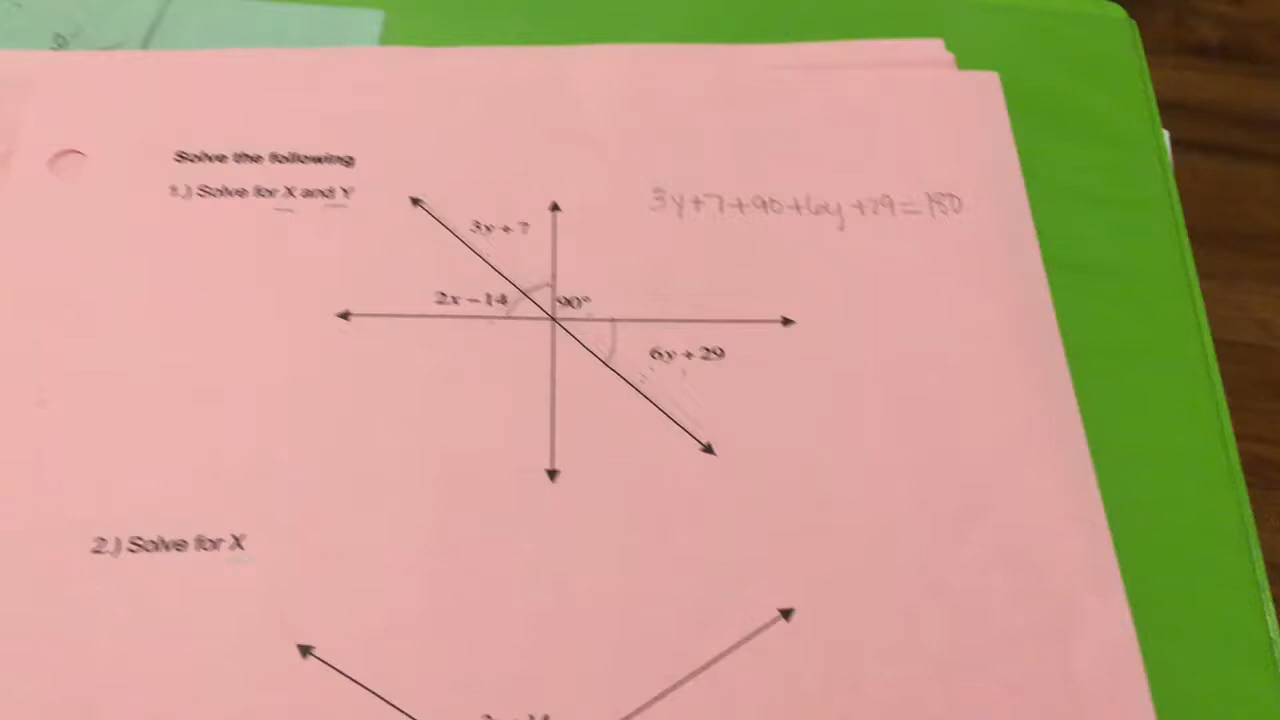 Solve the following
1.) Solve for X and Y
3y+7+90+6y+29=180
3y + 7
2x – 14
90°
6y + 29
2.) Solve for X